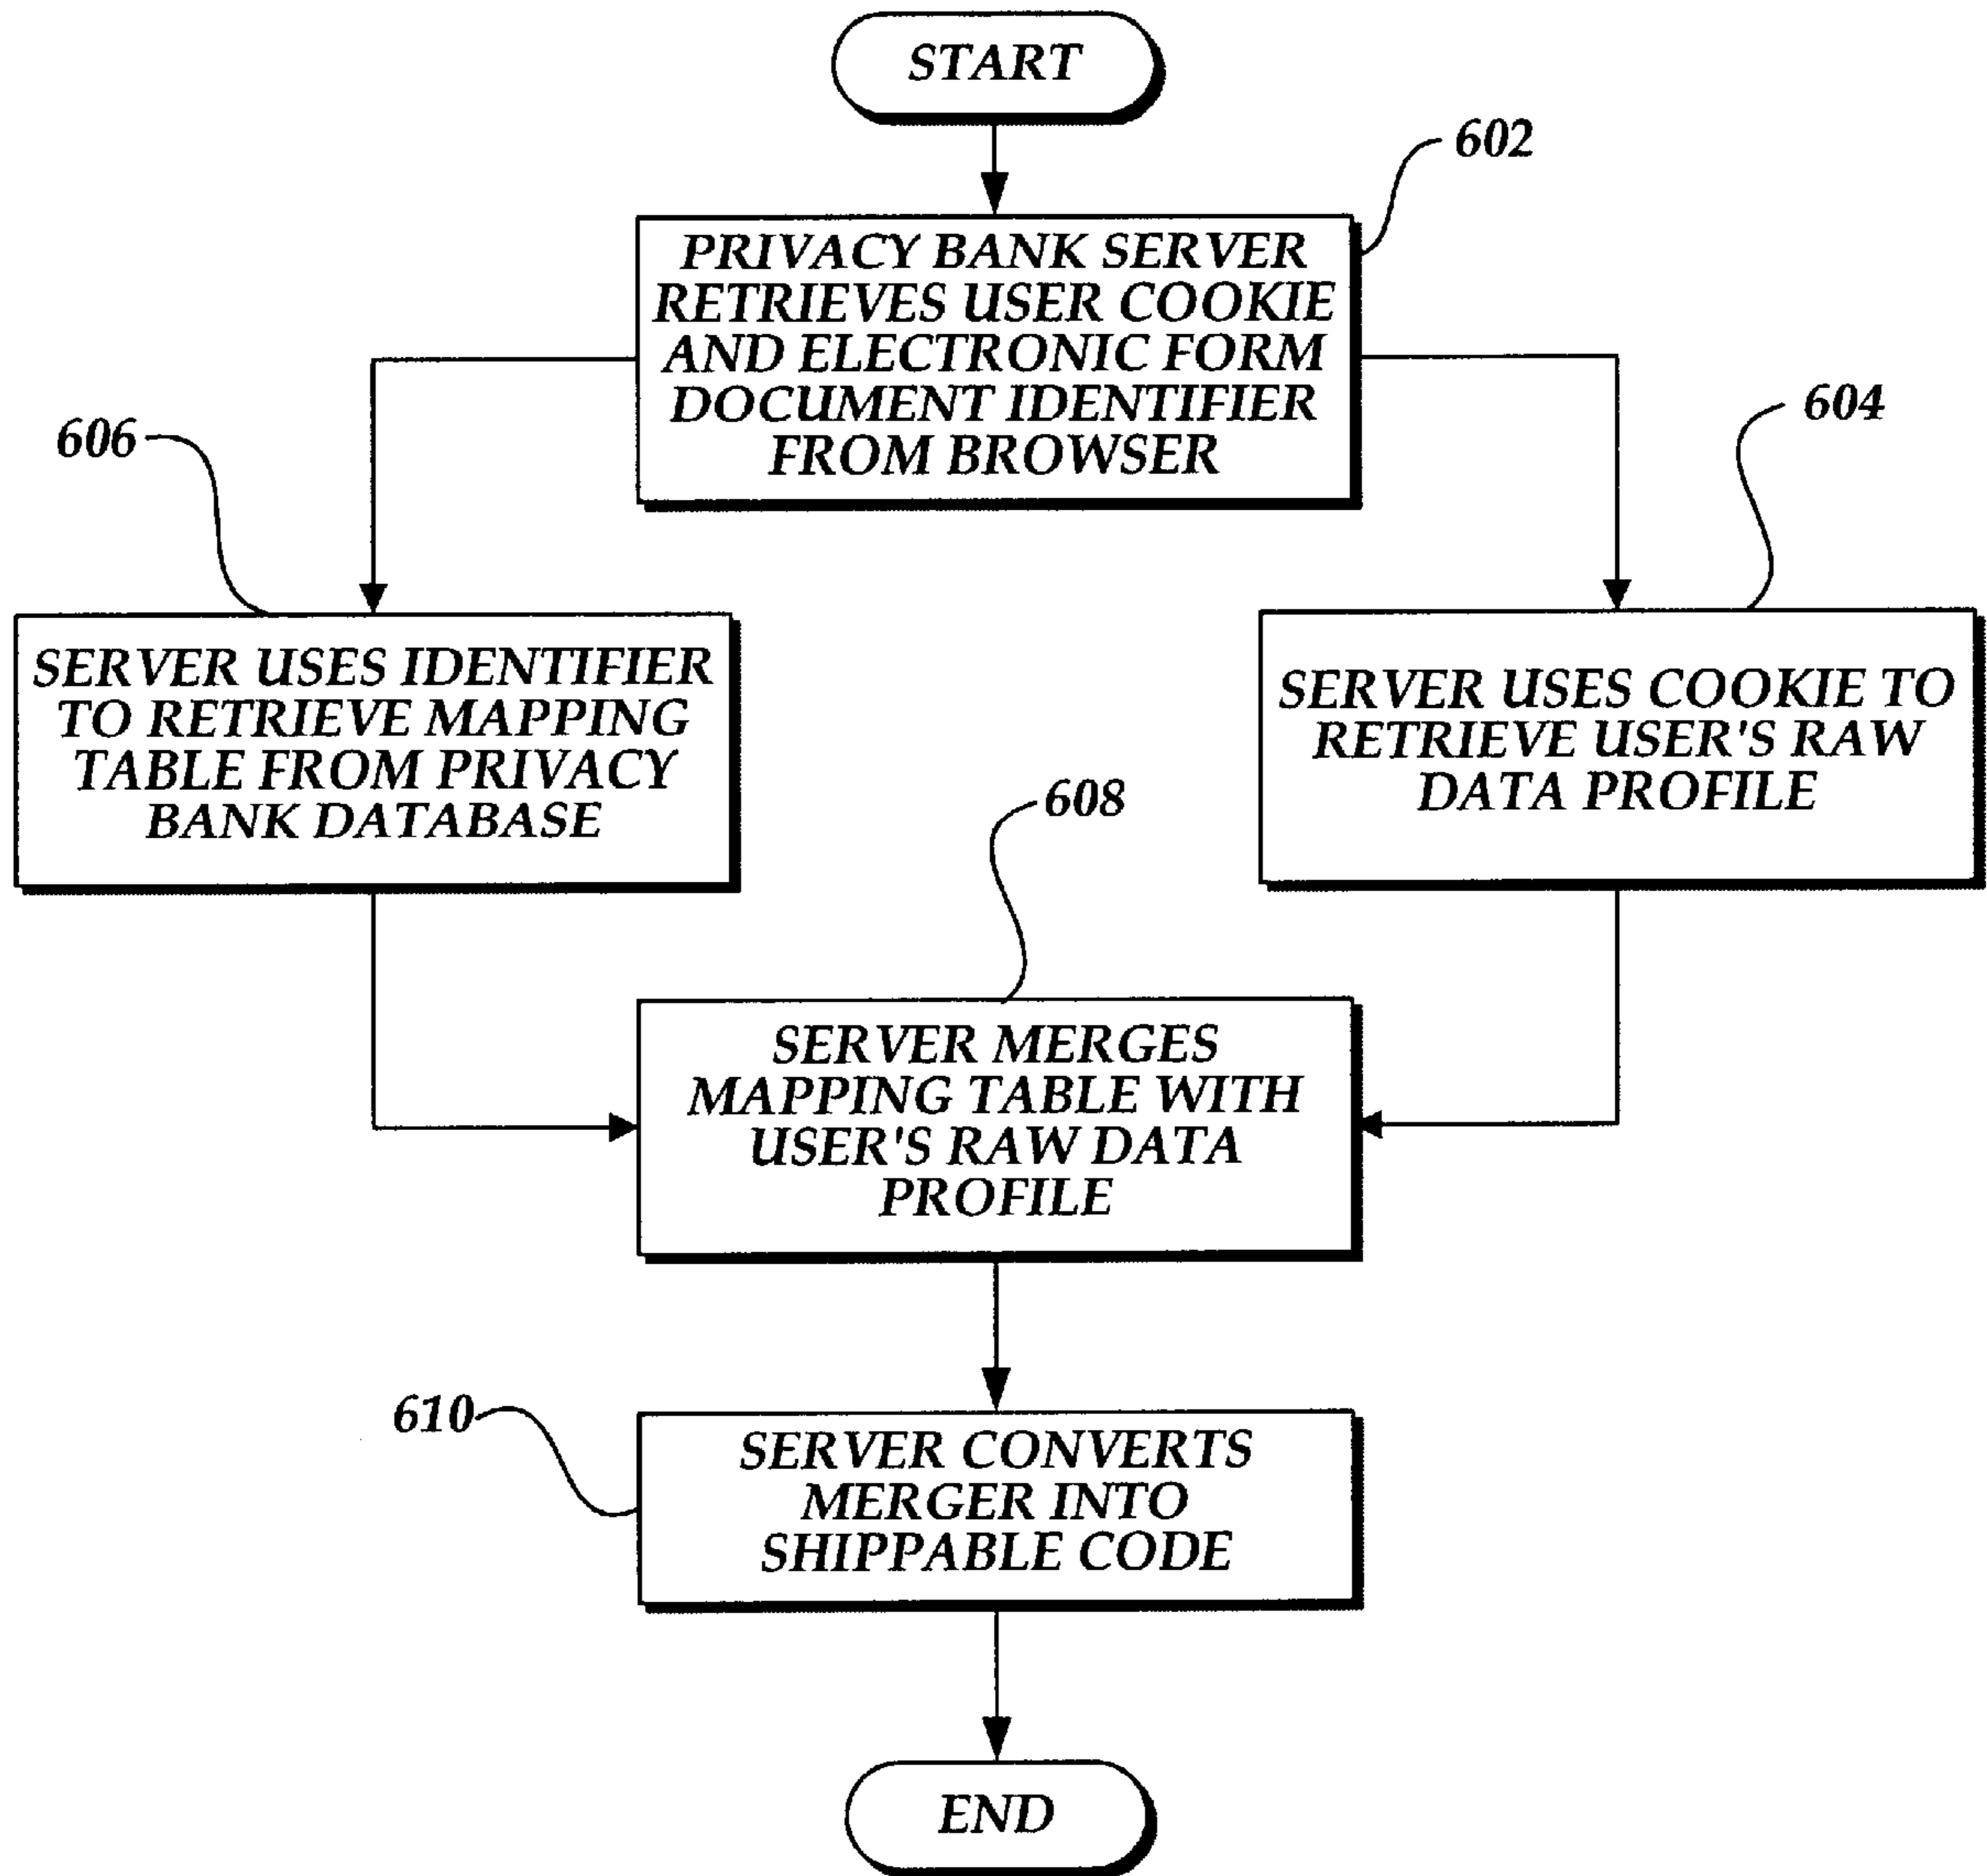 START
602
PRIVACY BANK SERVER
RETRIEVES USER COOKIE
AND ELECTRONIC FORM
DOCUMENT IDENTIFIER
FROM BROWSER
606
SERVER USES IDENTIFIER
TO RETRIEVE MAPPING
TABLE FROM PRIVACY
BANK DATABASE
604
SERVER USES COOKIE TO
RETRIEVE USER'S RAW
DATA PROFILE
608
SERVER MERGES
MAPPING TABLE WITH
USER'S RAW DATA
PROFILE
610
SERVER CONVERTS
MERGER INTO
SHIPPABLE CODE
END